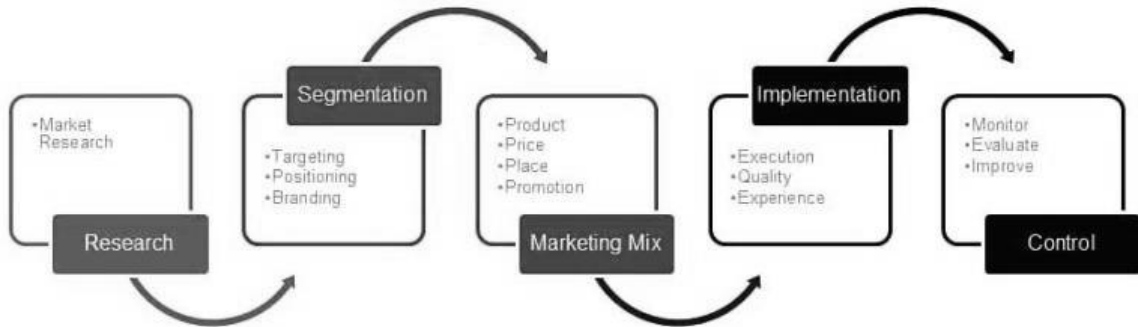 •Market
Research
Research
Segmentation
•Targeting
•Positioning
•Branding
•Product
•Price
•Place
•Promotion
Marketing Mix
Implementation
•Execution
•Quality
•Experience
•Monitor
•Evaluate
•Improve
Control